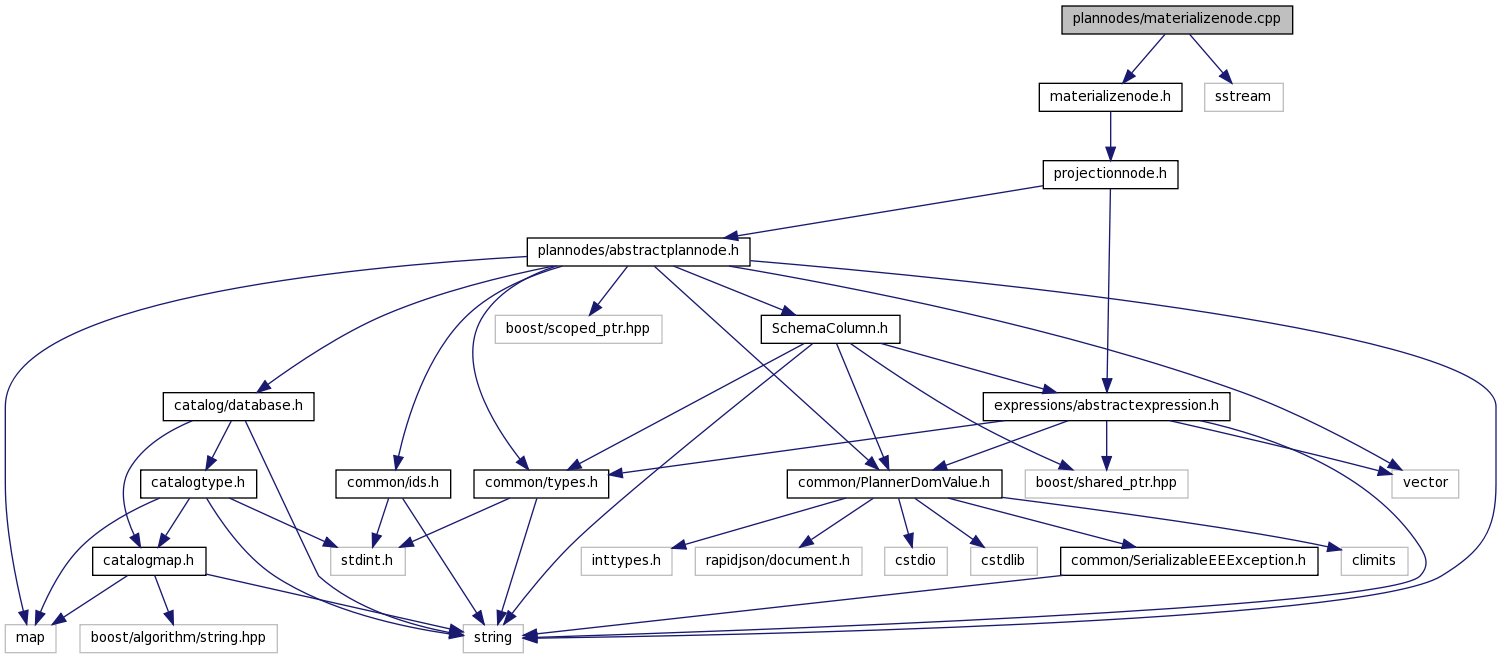 plannodes/materializenode.cpp
materializenode.h
sstream
projectionnode.h
plannodes/abstractplannode.h
boost/scoped_ptr.hpp
SchemaColumn.h
catalog/database.h
expressions/abstractexpression.h
catalogtype.h
common/ids.h
common/types.h
common/PlannerDomValue.h
boost/shared_ptr.hpp
vector
catalogmap.h
stdint.h
inttypes.h
rapidjson/document.h
cstdio
cstdlib
common/SerializableEEException.h
climits
map
boost/algorithm/string.hpp
string